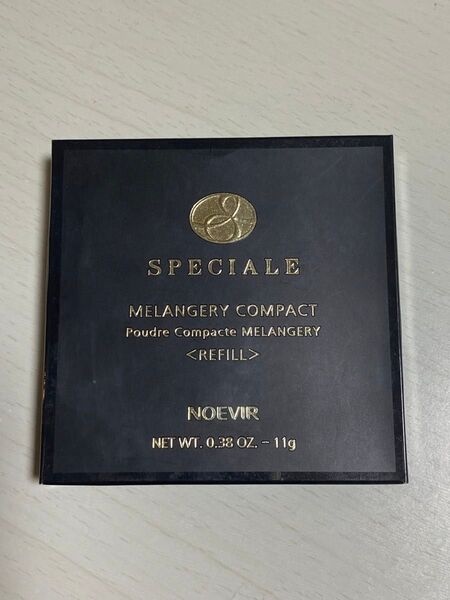 SPECIALE
MELANGERY COMPACT
Poudre Compacte MELANGERY
<REFILL>
NOEVIR
NET WT. 0.38 OZ. - 11g